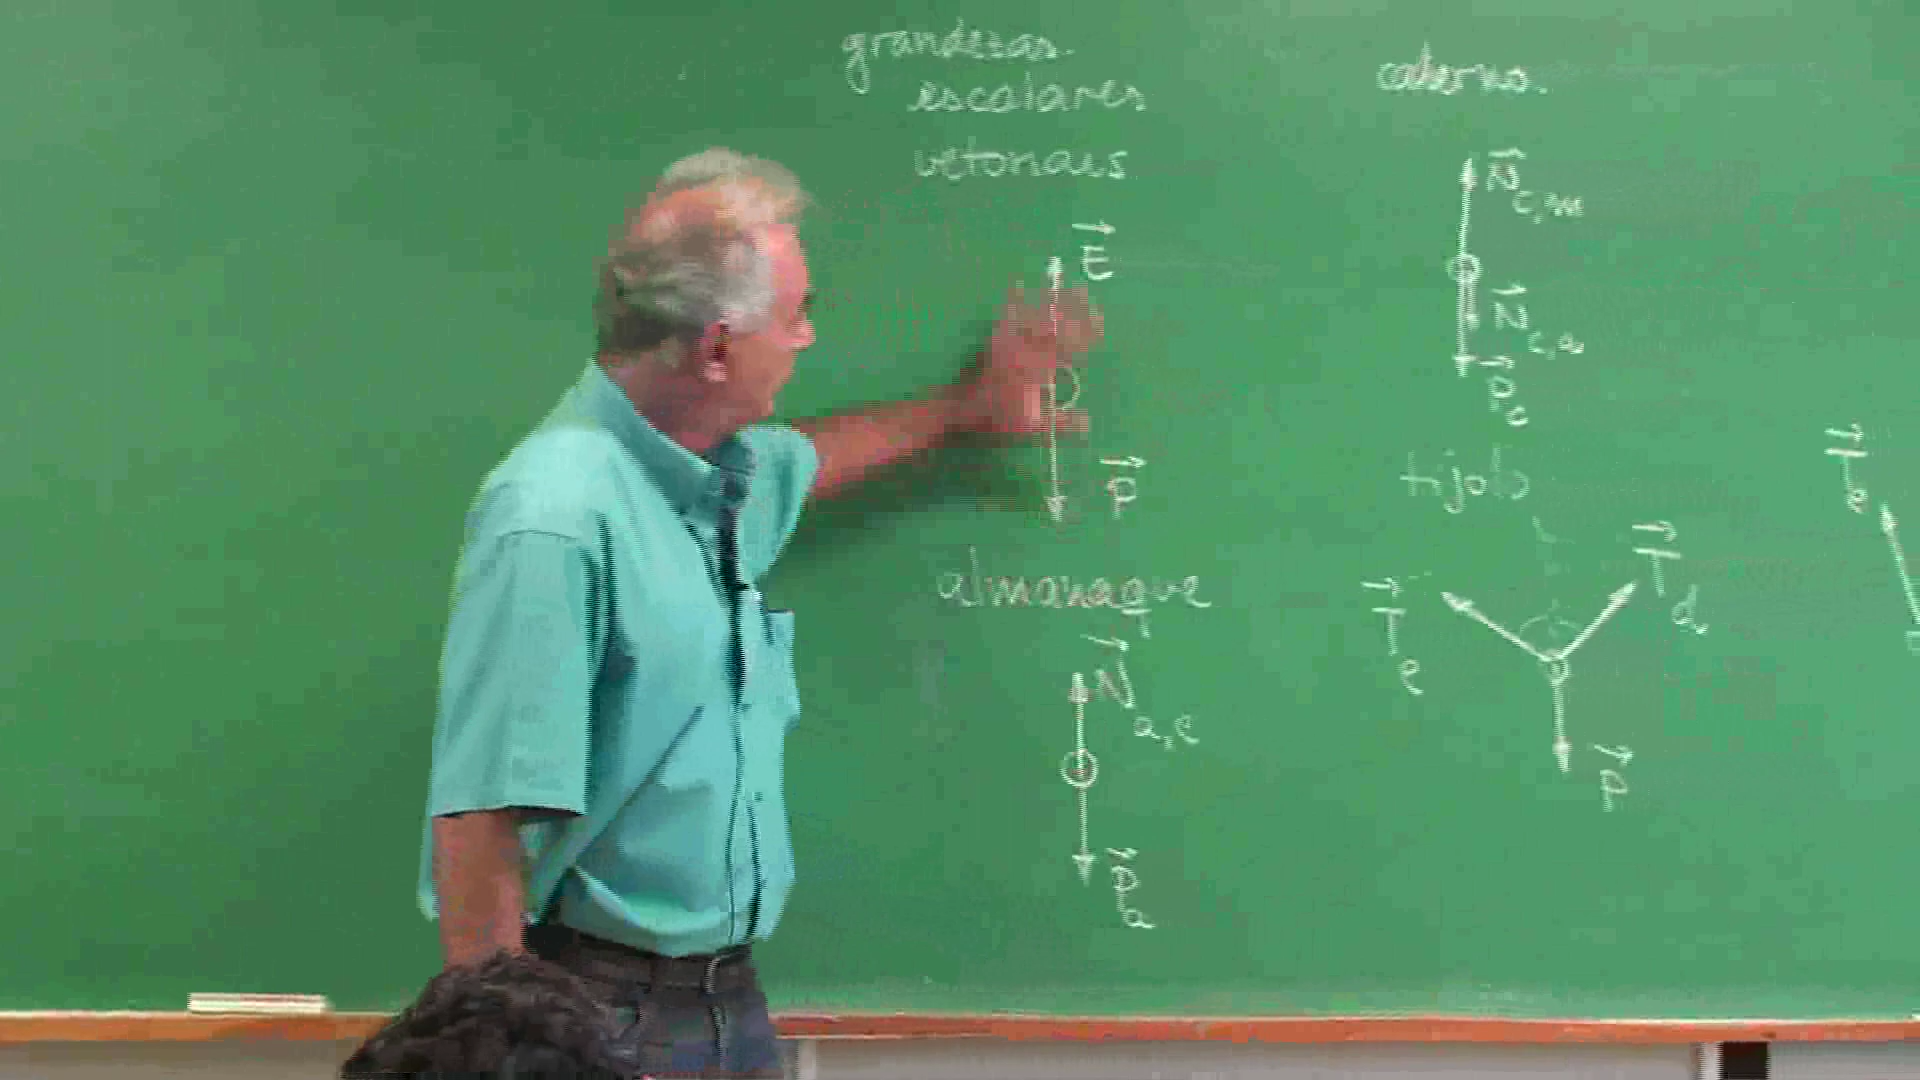 grandezas
escalares
vetoriais
E
P
almanaque
N a,c
P a
caderno.
N c,m
N c,a
P c
tijolo
T e
T d
P
T e